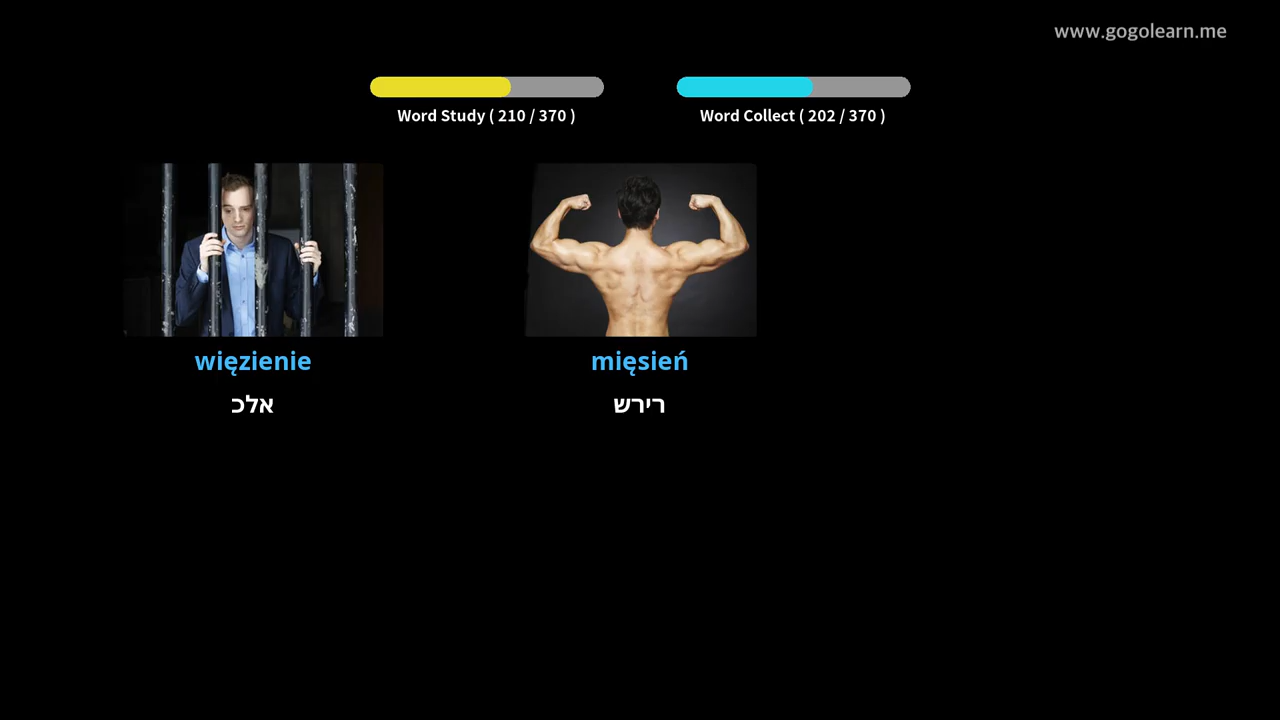 www.gogolearn.me
Word Study ( 210 / 370 )
Word Collect ( 202 / 370 )
więzienie
אלכ
mięsień
רירש